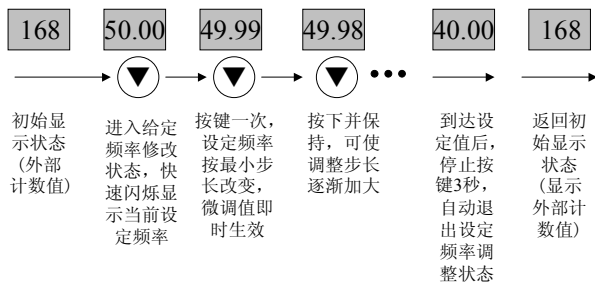 168
50.00
49.99
49.98
40.00
168
初始显
示状态
(外部
计数值)
进入给定
频率修改
状态，快
速闪烁显
示当前设
定频率
按键一次，
设定频率
按最小步
长改变，
微调值即
时生效
按下并保
持，可使
调整步长
逐渐加大
到达设
定值后，
停止按
键3秒，
自动退
出设定
频率调
整状态
返回初
始显示
状态
(显示
外部计
数值)